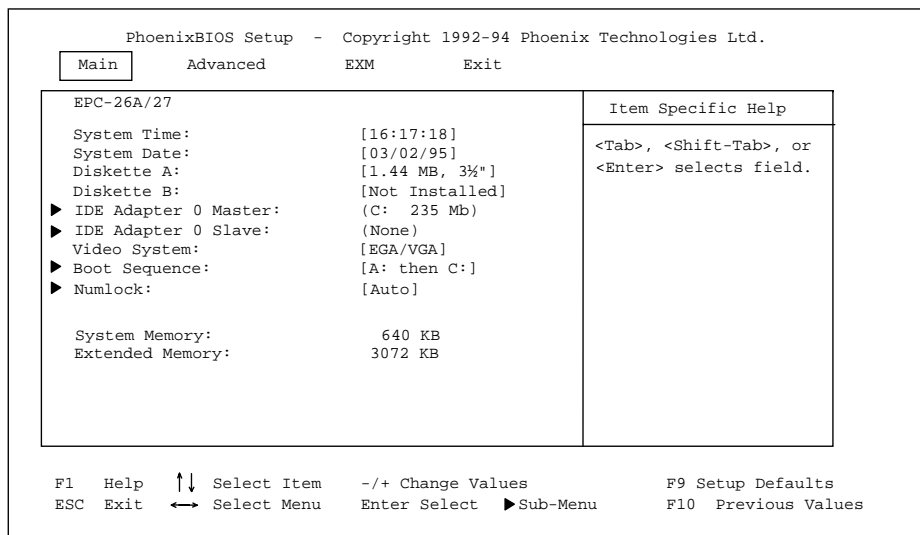 PhoenixBIOS Setup - Copyright 1992-94 Phoenix Technologies Ltd.
Main Advanced EXM Exit
EPC-26A/27
System Time: [16:17:18]
System Date: [03/02/95]
Diskette A: [1.44 MB, 3½"]
Diskette B: [Not Installed]
▶ IDE Adapter 0 Master: (C: 235 Mb)
▶ IDE Adapter 0 Slave: (None)
Video System: [EGA/VGA]
▶ Boot Sequence: [A: then C:]
▶ Numlock: [Auto]
System Memory: 640 KB
Extended Memory: 3072 KB
Item Specific Help
<Tab>, <Shift-Tab>, or
<Enter> selects field.
F1 Help ↑↓ Select Item -/+ Change Values F9 Setup Defaults
ESC Exit ↔ Select Menu Enter Select ▶Sub-Menu F10 Previous Values